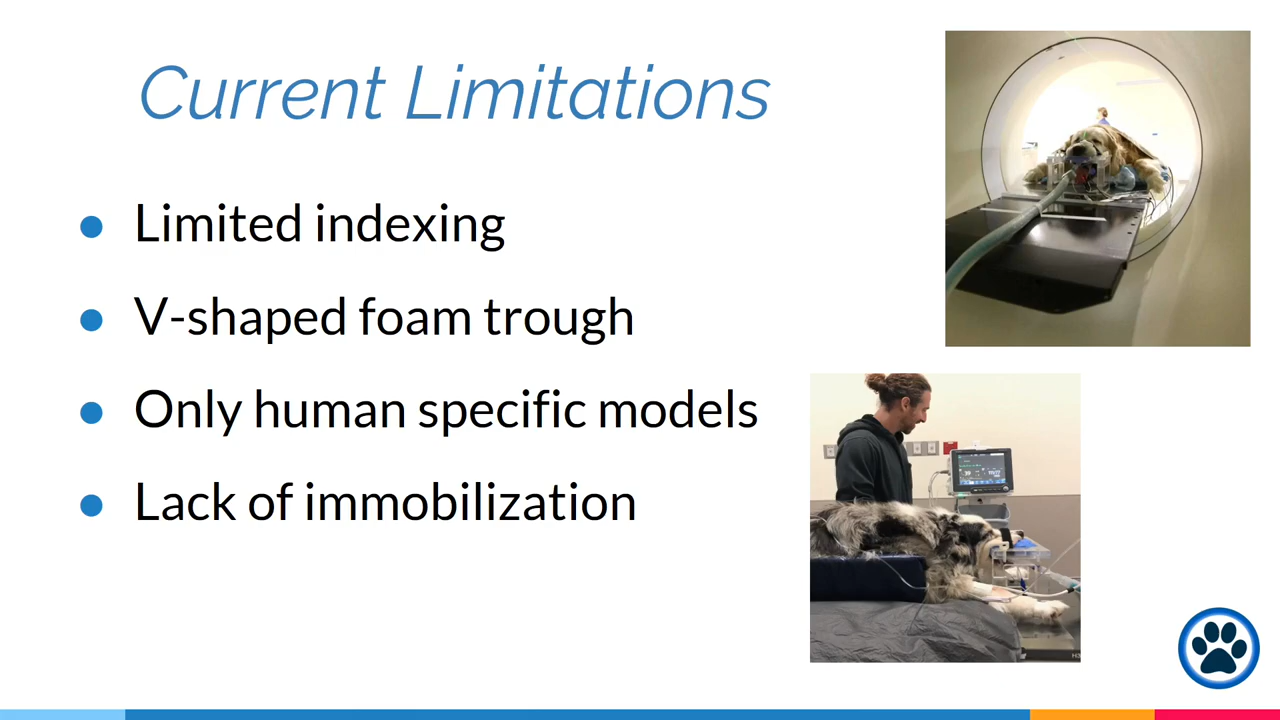 Current Limitations
Limited indexing
V-shaped foam trough
Only human specific models
Lack of immobilization